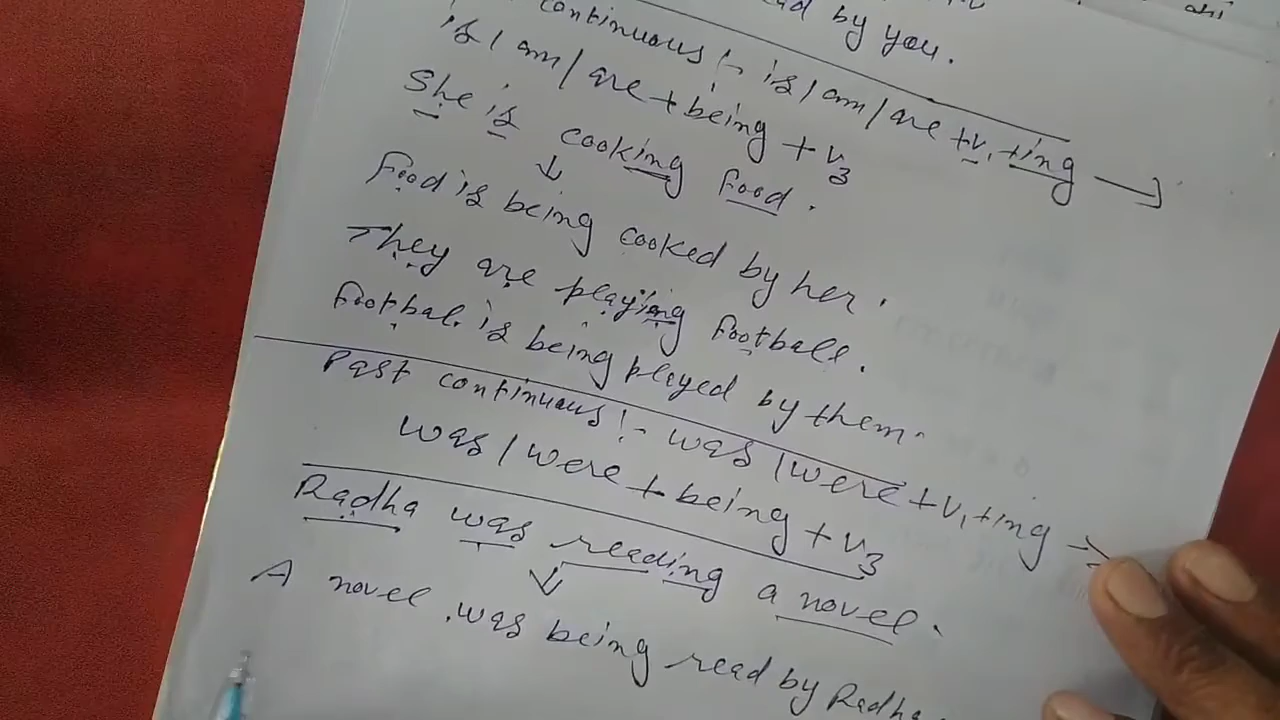 by you.
continuous :- is/am/are +v1 +ing →
is/am/are + being + v3
She is cooking food.
↓
Food is being cooked by her.
They are playing football.
Footbal. is being played by them.
Past continuous :- was/were + v1 +ing →
was/were + being + v3
Radha was reading a novel.
↓
A novel was being read by Radha